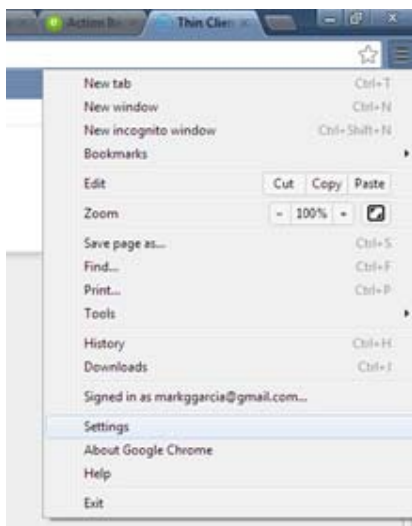 Action
Thin Clien
New tab Ctrl+T
New window Ctrl+N
New incognito window Ctrl+Shift+N
Bookmarks
Edit Cut Copy Paste
Zoom - 100% +
Save page as... Ctrl+S
Find... Ctrl+F
Print... Ctrl+P
Tools
History Ctrl+H
Downloads Ctrl+J
Signed in as markggarcia@gmail.com...
Settings
About Google Chrome
Help
Exit